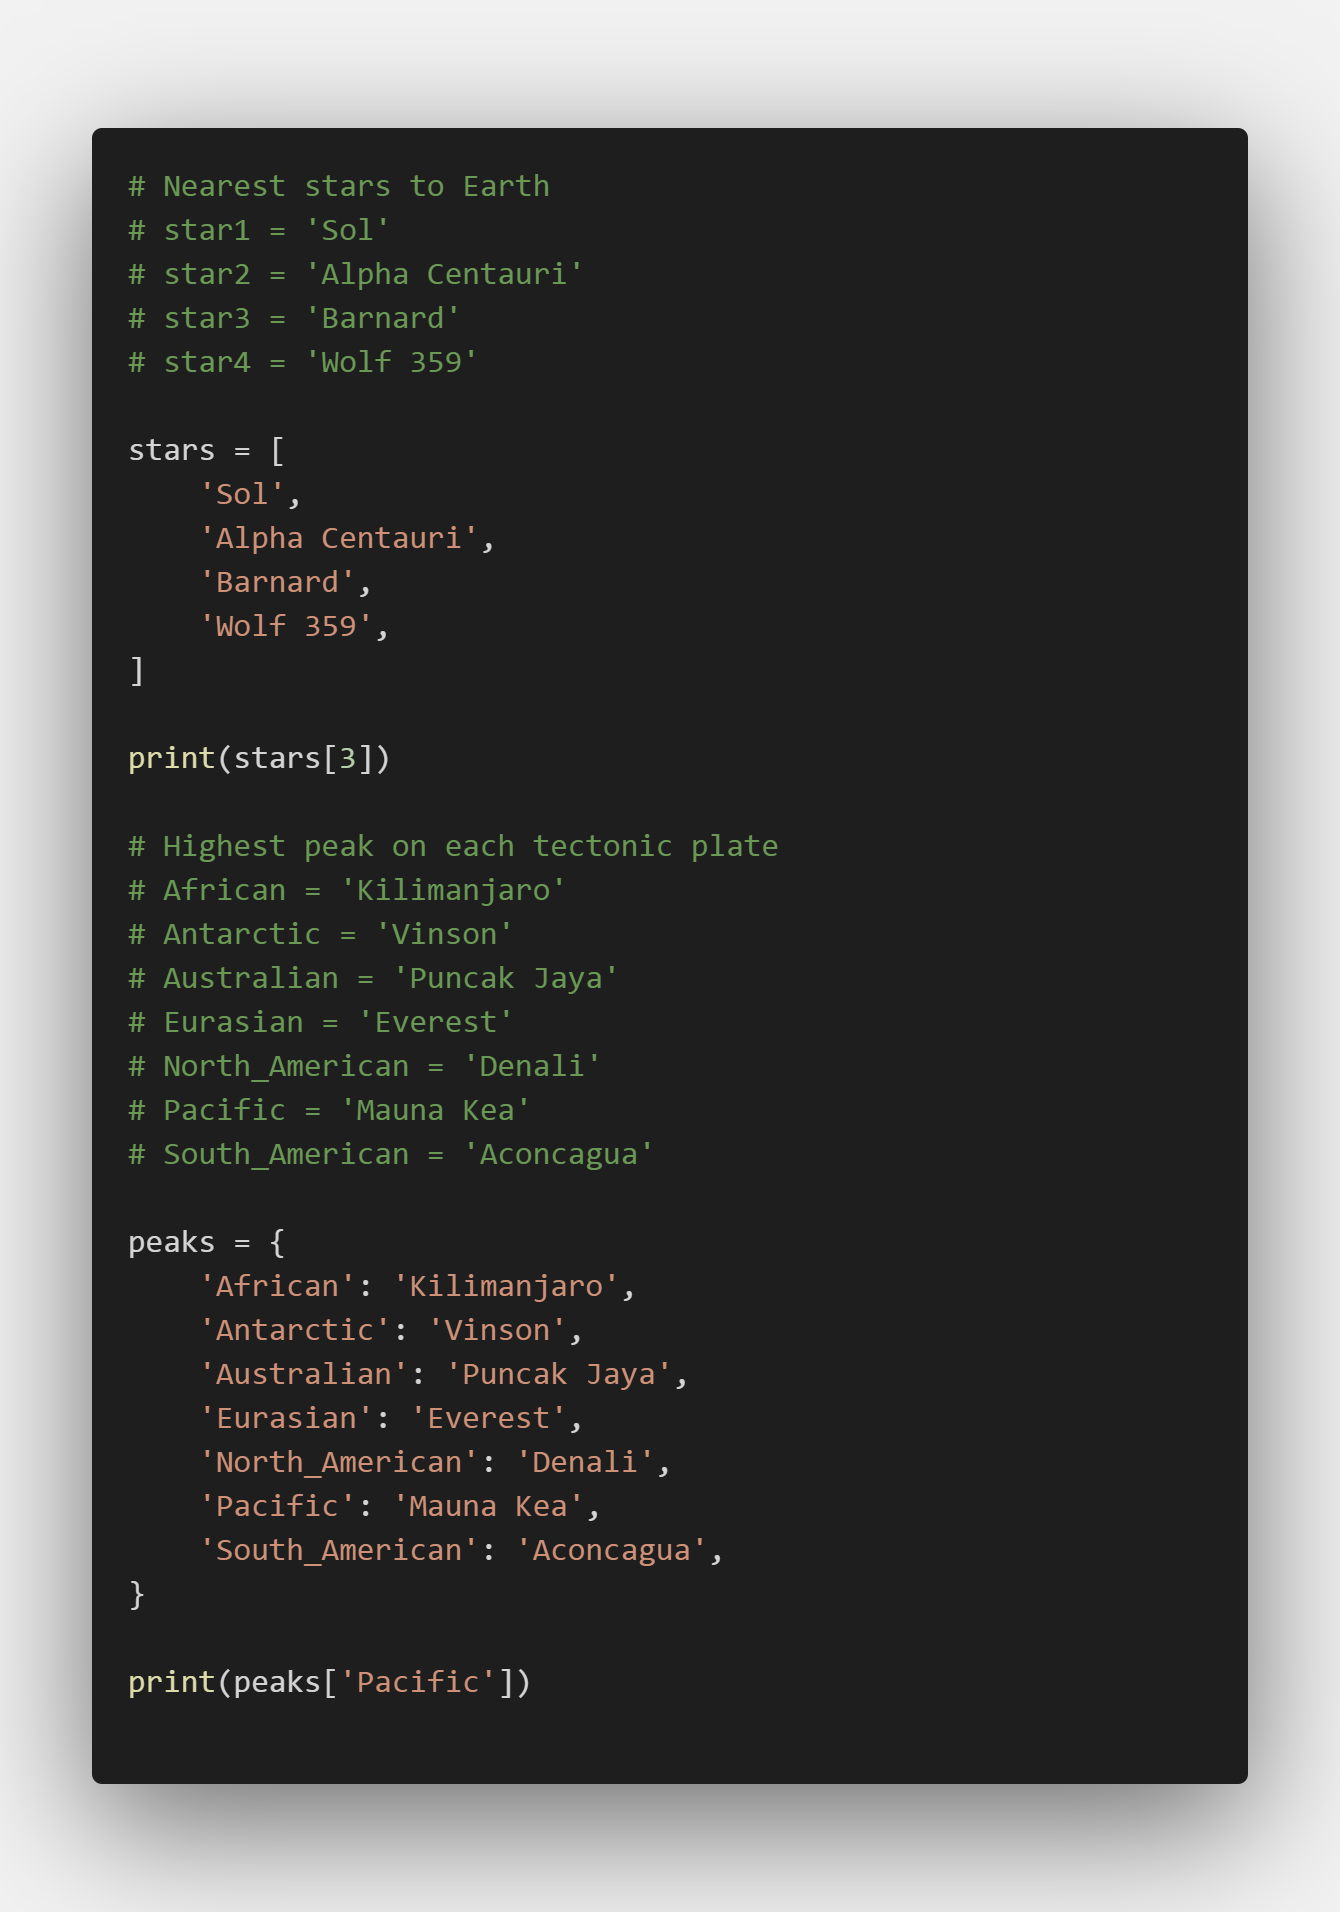 # Nearest stars to Earth
# star1 = 'Sol'
# star2 = 'Alpha Centauri'
# star3 = 'Barnard'
# star4 = 'Wolf 359'

stars = [
    'Sol',
    'Alpha Centauri',
    'Barnard',
    'Wolf 359',
]

print(stars[3])

# Highest peak on each tectonic plate
# African = 'Kilimanjaro'
# Antarctic = 'Vinson'
# Australian = 'Puncak Jaya'
# Eurasian = 'Everest'
# North_American = 'Denali'
# Pacific = 'Mauna Kea'
# South_American = 'Aconcagua'

peaks = {
    'African': 'Kilimanjaro',
    'Antarctic': 'Vinson',
    'Australian': 'Puncak Jaya',
    'Eurasian': 'Everest',
    'North_American': 'Denali',
    'Pacific': 'Mauna Kea',
    'South_American': 'Aconcagua',
}

print(peaks['Pacific'])